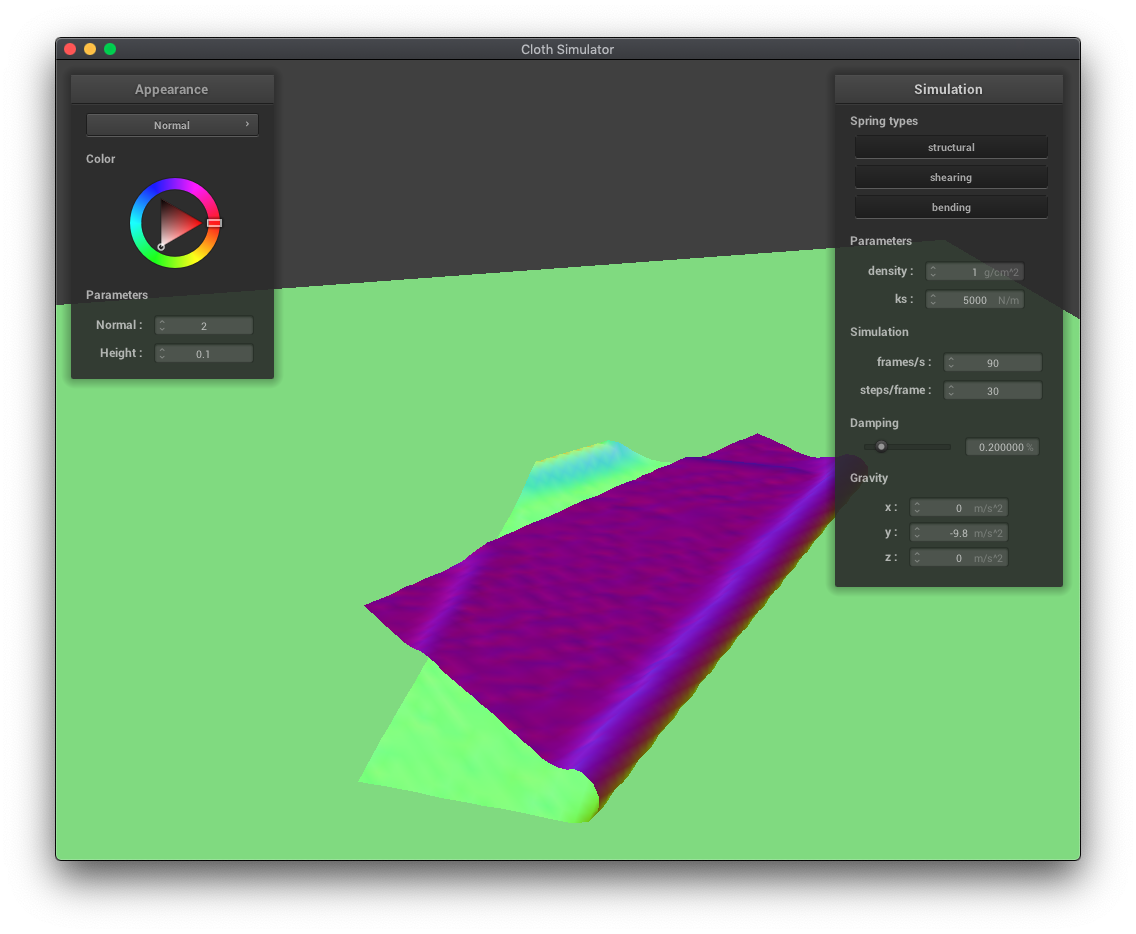 Cloth Simulator
Appearance
Normal
Color
Parameters
Normal : 2
Height : 0.1
Simulation
Spring types
structural
shearing
bending
Parameters
density : 1 g/cm^2
ks : 5000 N/m
Simulation
frames/s : 90
steps/frame : 30
Damping
0.200000 %
Gravity
x : 0 m/s^2
y : -9.8 m/s^2
z : 0 m/s^2